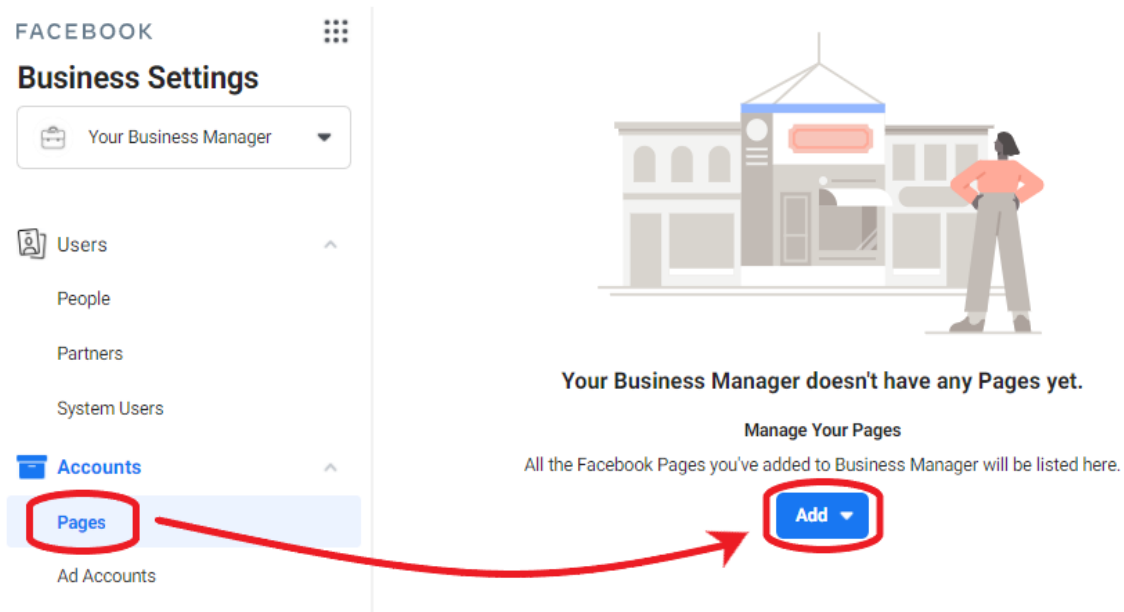 FACEBOOK
Business Settings
Your Business Manager
Users
People
Partners
System Users
Accounts
Pages
Ad Accounts
Your Business Manager doesn't have any Pages yet.
Manage Your Pages
All the Facebook Pages you've added to Business Manager will be listed here.
Add